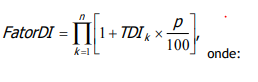 FatorDI = ∏_{k=1}^{n} [1 + TDI_k × p/100], onde: